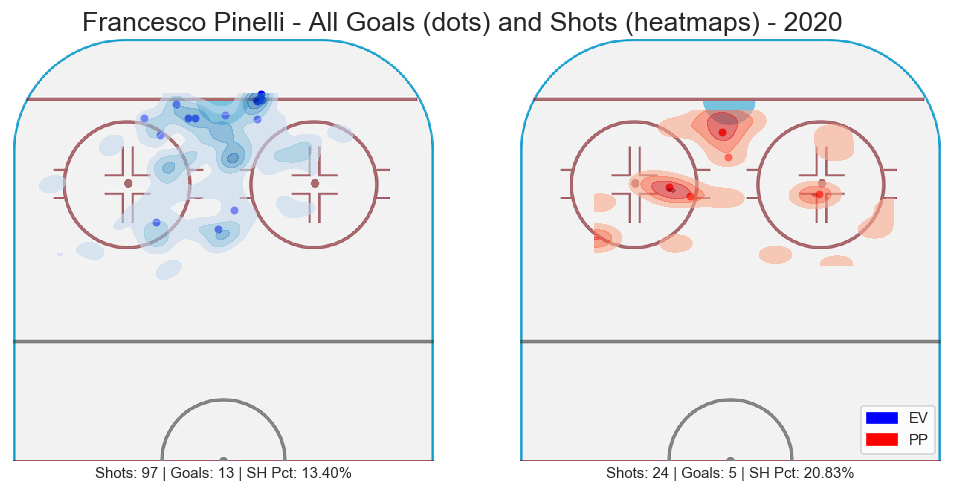 Francesco Pinelli - All Goals (dots) and Shots (heatmaps) - 2020
EV
PP
Shots: 97 | Goals: 13 | SH Pct: 13.40%
Shots: 24 | Goals: 5 | SH Pct: 20.83%